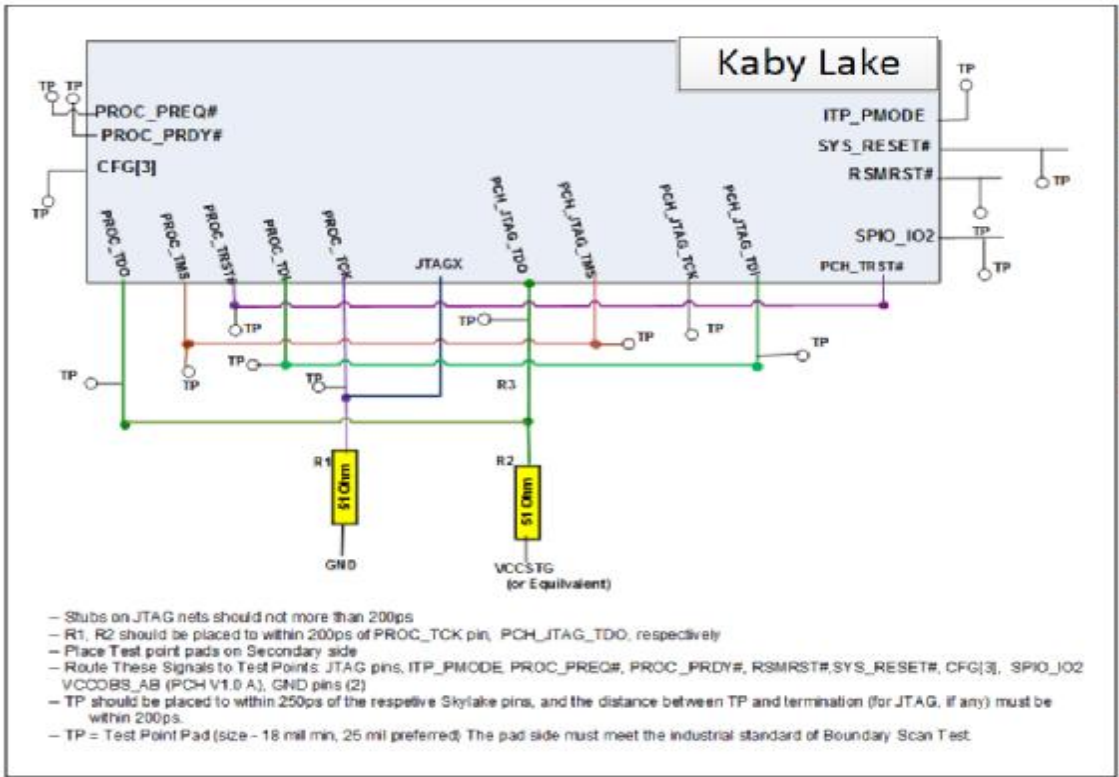 Kaby Lake
TP TP
TP
PROC_PREQ#
ITP_PMODE
PROC_PRDY#
SYS_RESET#
CFG[3]
RSMRST#
TP
TP
TP
SPIO_IO2
TP
PROC_TDO
PROC_TMS
PROC_TRST#
PROC_TDI
PROC_TCK
JTAGX
PCH_JTAG_TDO
PCH_JTAG_TMS
PCH_JTAG_TCK
PCH_JTAG_TDI
PCH_TRST#
TP
TP
TP
TP
TP
TP
TP
TP
TP
R3
R1
51 Ohm
R2
51 Ohm
GND
VCCSTG
(or Equilvalent)
– Stubs on JTAG nets should not more than 200ps
– R1, R2 should be placed to within 200ps of PROC_TCK pin, PCH_JTAG_TDO, respectively
– Place Test point pads on Secondary side
– Route These Signals to Test Points: JTAG pins, ITP_PMODE, PROC_PREQ#, PROC_PRDY#, RSMRST#,SYS_RESET#, CFG[3], SPIO_IO2
VCCOBS_AB (PCH V1.0 A), GND pins (2)
– TP should be placed to within 250ps of the respetive Skylake pins, and the distance between TP and termination (for JTAG, if any) must be
within 200ps.
– TP = Test Point Pad (size - 18 mil min, 25 mil preferred) The pad side must meet the industrial standard of Boundary Scan Test.